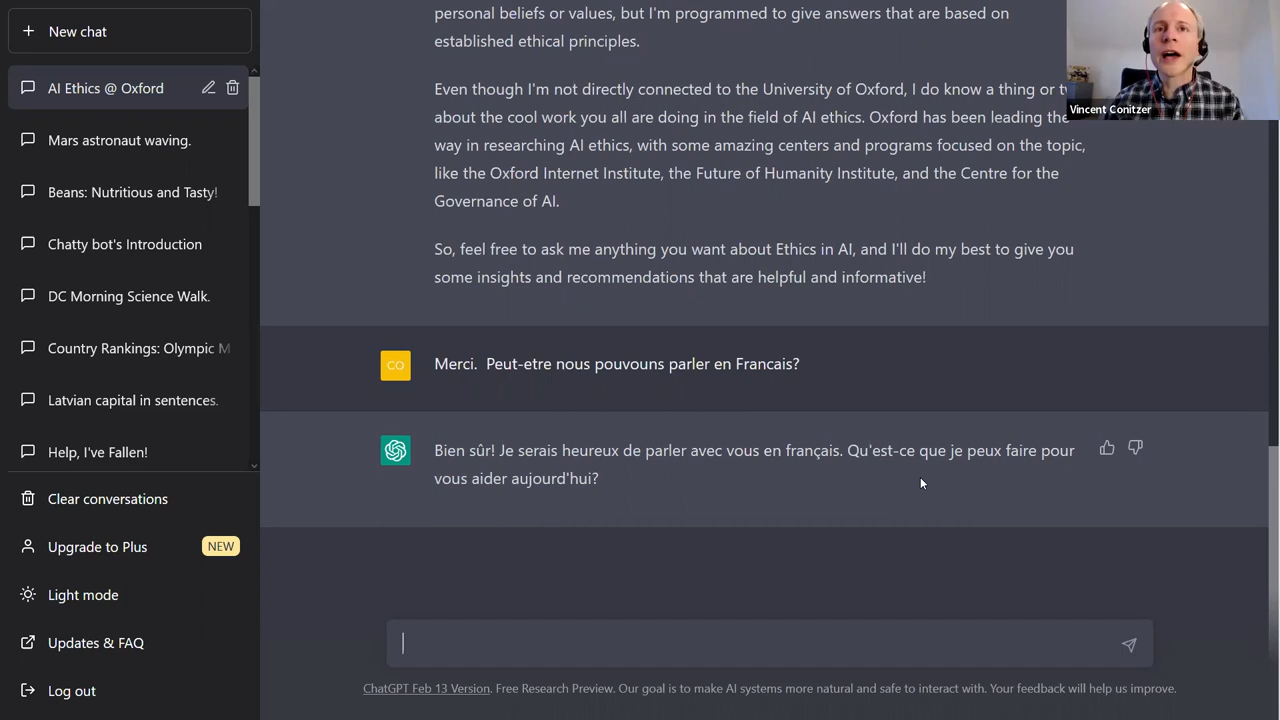 New chat
AI Ethics @ Oxford
Mars astronaut waving.
Beans: Nutritious and Tasty!
Chatty bot's Introduction
DC Morning Science Walk.
Country Rankings: Olympic M
Latvian capital in sentences.
Help, I've Fallen!
Clear conversations
Upgrade to Plus NEW
Light mode
Updates & FAQ
Log out
personal beliefs or values, but I'm programmed to give answers that are based on
established ethical principles.
Even though I'm not directly connected to the University of Oxford, I do know a thing or
about the cool work you all are doing in the field of AI ethics. Oxford has been leading the
way in researching AI ethics, with some amazing centers and programs focused on the topic,
like the Oxford Internet Institute, the Future of Humanity Institute, and the Centre for the
Governance of AI.
So, feel free to ask me anything you want about Ethics in AI, and I'll do my best to give you
some insights and recommendations that are helpful and informative!
CO
Merci. Peut-etre nous pouvouns parler en Francais?
Bien sûr! Je serais heureux de parler avec vous en français. Qu'est-ce que je peux faire pour
vous aider aujourd'hui?
ChatGPT Feb 13 Version. Free Research Preview. Our goal is to make AI systems more natural and safe to interact with. Your feedback will help us improve.
Vincent Conitzer